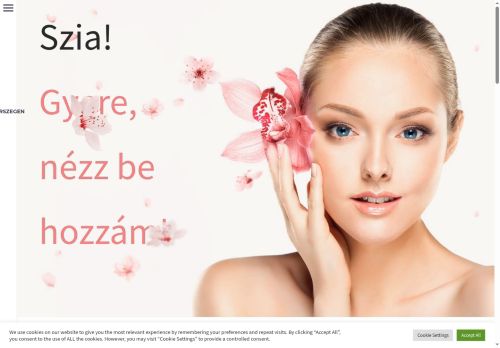 Szia!
Gyere,
RSZEGEN
nézz be
hozzám!
We use cookies on our website to give you the most relevant experience by remembering your preferences and repeat visits. By clicking "Accept All",
you consent to the use of ALL the cookies. However, you may visit "Cookie Settings" to provide a controlled consent.
Cookie Settings
Accept All